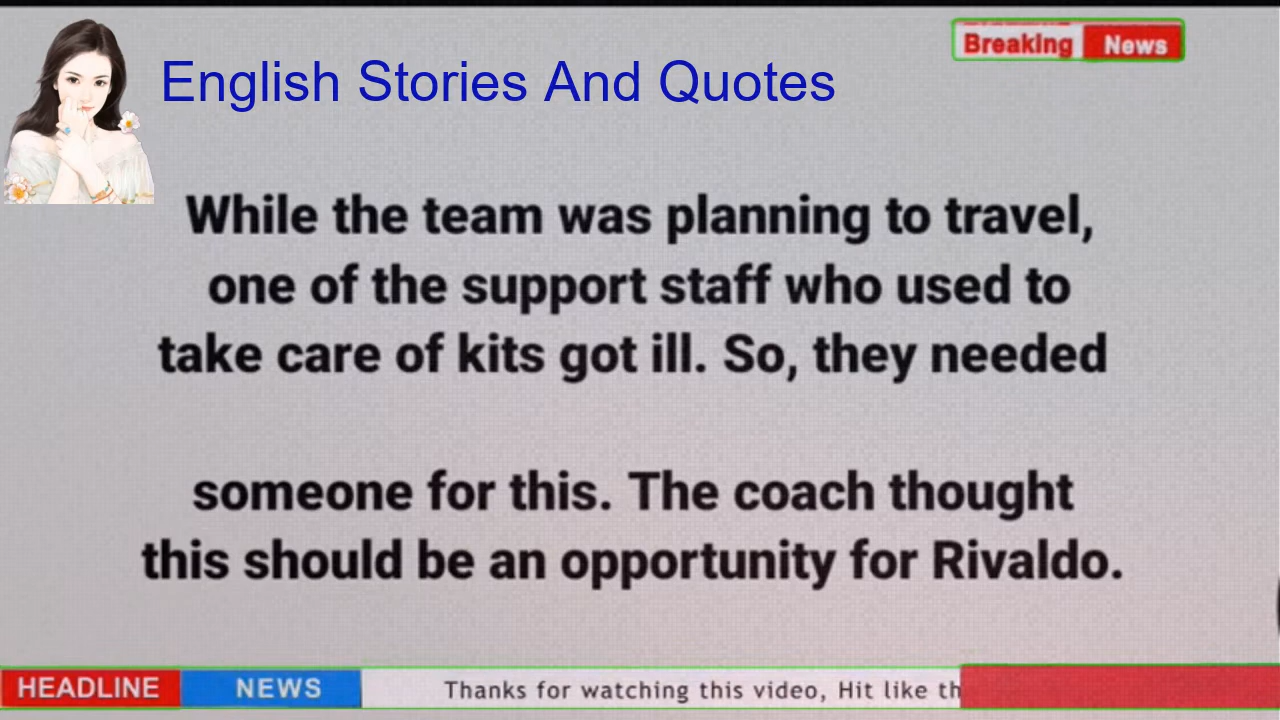 English Stories And Quotes
Breaking News
While the team was planning to travel,
one of the support staff who used to
take care of kits got ill. So, they needed
someone for this. The coach thought
this should be an opportunity for Rivaldo.
HEADLINE NEWS Thanks for watching this video, Hit like th